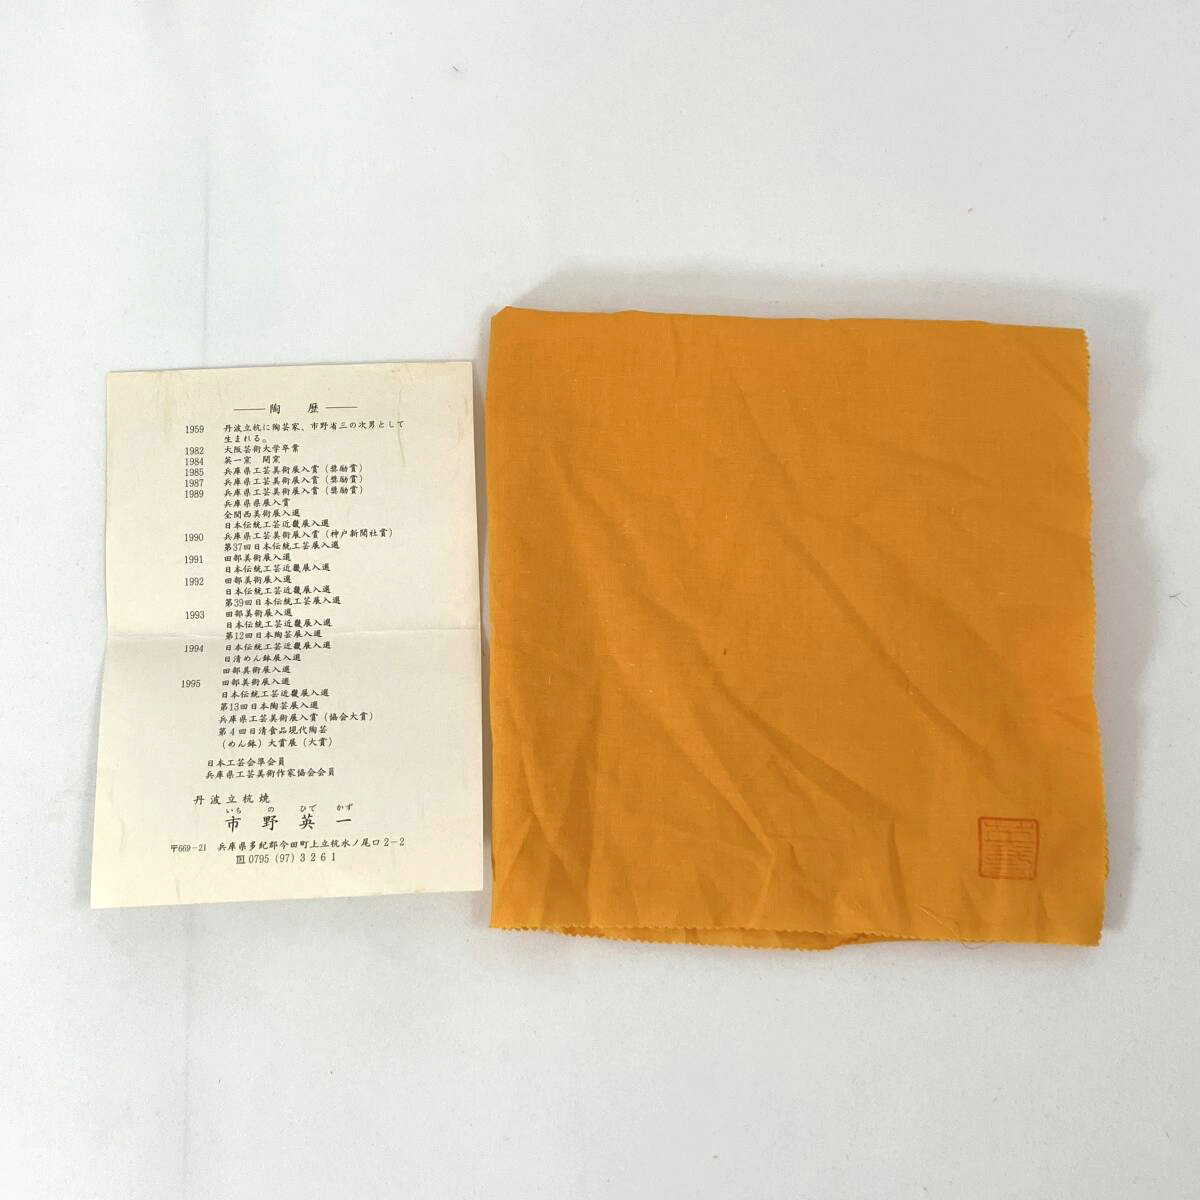 陶歴
1959 丹波立杭に陶芸家、市野省三の次男として
生まれる。
1982 大阪芸術大学卒業
1984 英一窯 開窯
1985 兵庫県工芸美術展入賞(奨励賞)
1987 兵庫県工芸美術展入賞(奨励賞)
1989 兵庫県工芸美術展入賞(奨励賞)
兵庫県県展入賞
全関西美術展入選
日本伝統工芸近畿展入選
1990 兵庫県工芸美術展入賞(神戸新聞社賞)
第37回日本伝統工芸展入選
1991 田部美術展入選
日本伝統工芸近畿展入選
1992 田部美術展入選
日本伝統工芸近畿展入選
第39回日本伝統工芸展入選
1993 田部美術展入選
日本伝統工芸近畿展入選
第12回日本陶芸展入選
1994 日本伝統工芸近畿展入選
日清めん鉢展入選
田部美術展入選
1995 田部美術展入選
日本伝統工芸近畿展入選
第13回日本陶芸展入選
兵庫県工芸美術展入賞(協会大賞)
第4回日清食品現代陶芸
(めん鉢)大賞展(大賞)
日本工芸会準会員
兵庫県工芸美術作家協会会員
丹波立杭焼
いち の ひで かず
市野英一
〒669-21 兵庫県多紀郡今田町上立杭水ノ尾口2-2
0795(97)3261